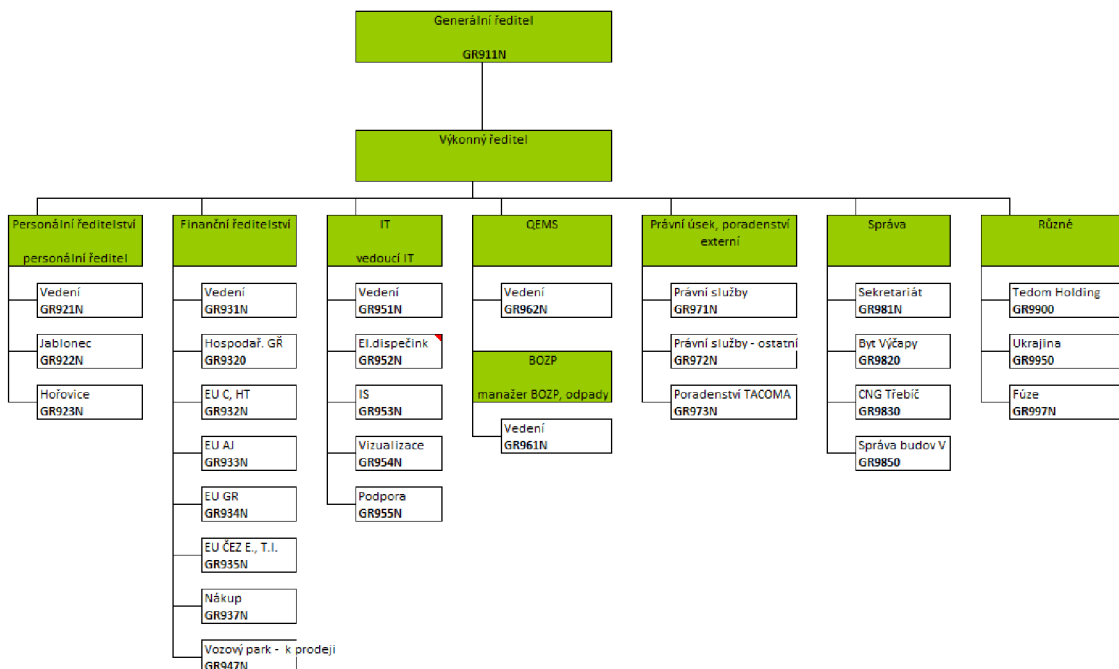 Generální ředitel
GR911N
Výkonný ředitel
Personální ředitelství
personální ředitel
Vedení
GR921N
Jablonec
GR922N
Hořovice
GR923N
Finanční ředitelství
Vedení
GR931N
Hospodař. GŘ
GR9320
EU C, HT
GR932N
EU AJ
GR933N
EU GR
GR934N
EU ČEZ E., T.I.
GR935N
Nákup
GR937N
Vozový park - k prodeji
GR947N
IT
vedoucí IT
Vedení
GR951N
El.dispečink
GR952N
IS
GR953N
Vizualizace
GR954N
Podpora
GR955N
QEMS
Vedení
GR962N
BOZP
manažer BOZP, odpady
Vedení
GR961N
Právní úsek, poradenství
externí
Právní služby
GR971N
Právní služby - ostatní
GR972N
Poradenství TACOMA
GR973N
Správa
Sekretariát
GR981N
Byt Výčapy
GR9820
CNG Třebíč
GR9830
Správa budov V
GR9850
Různé
Tedom Holding
GR9900
Ukrajina
GR9950
Fúze
GR997N